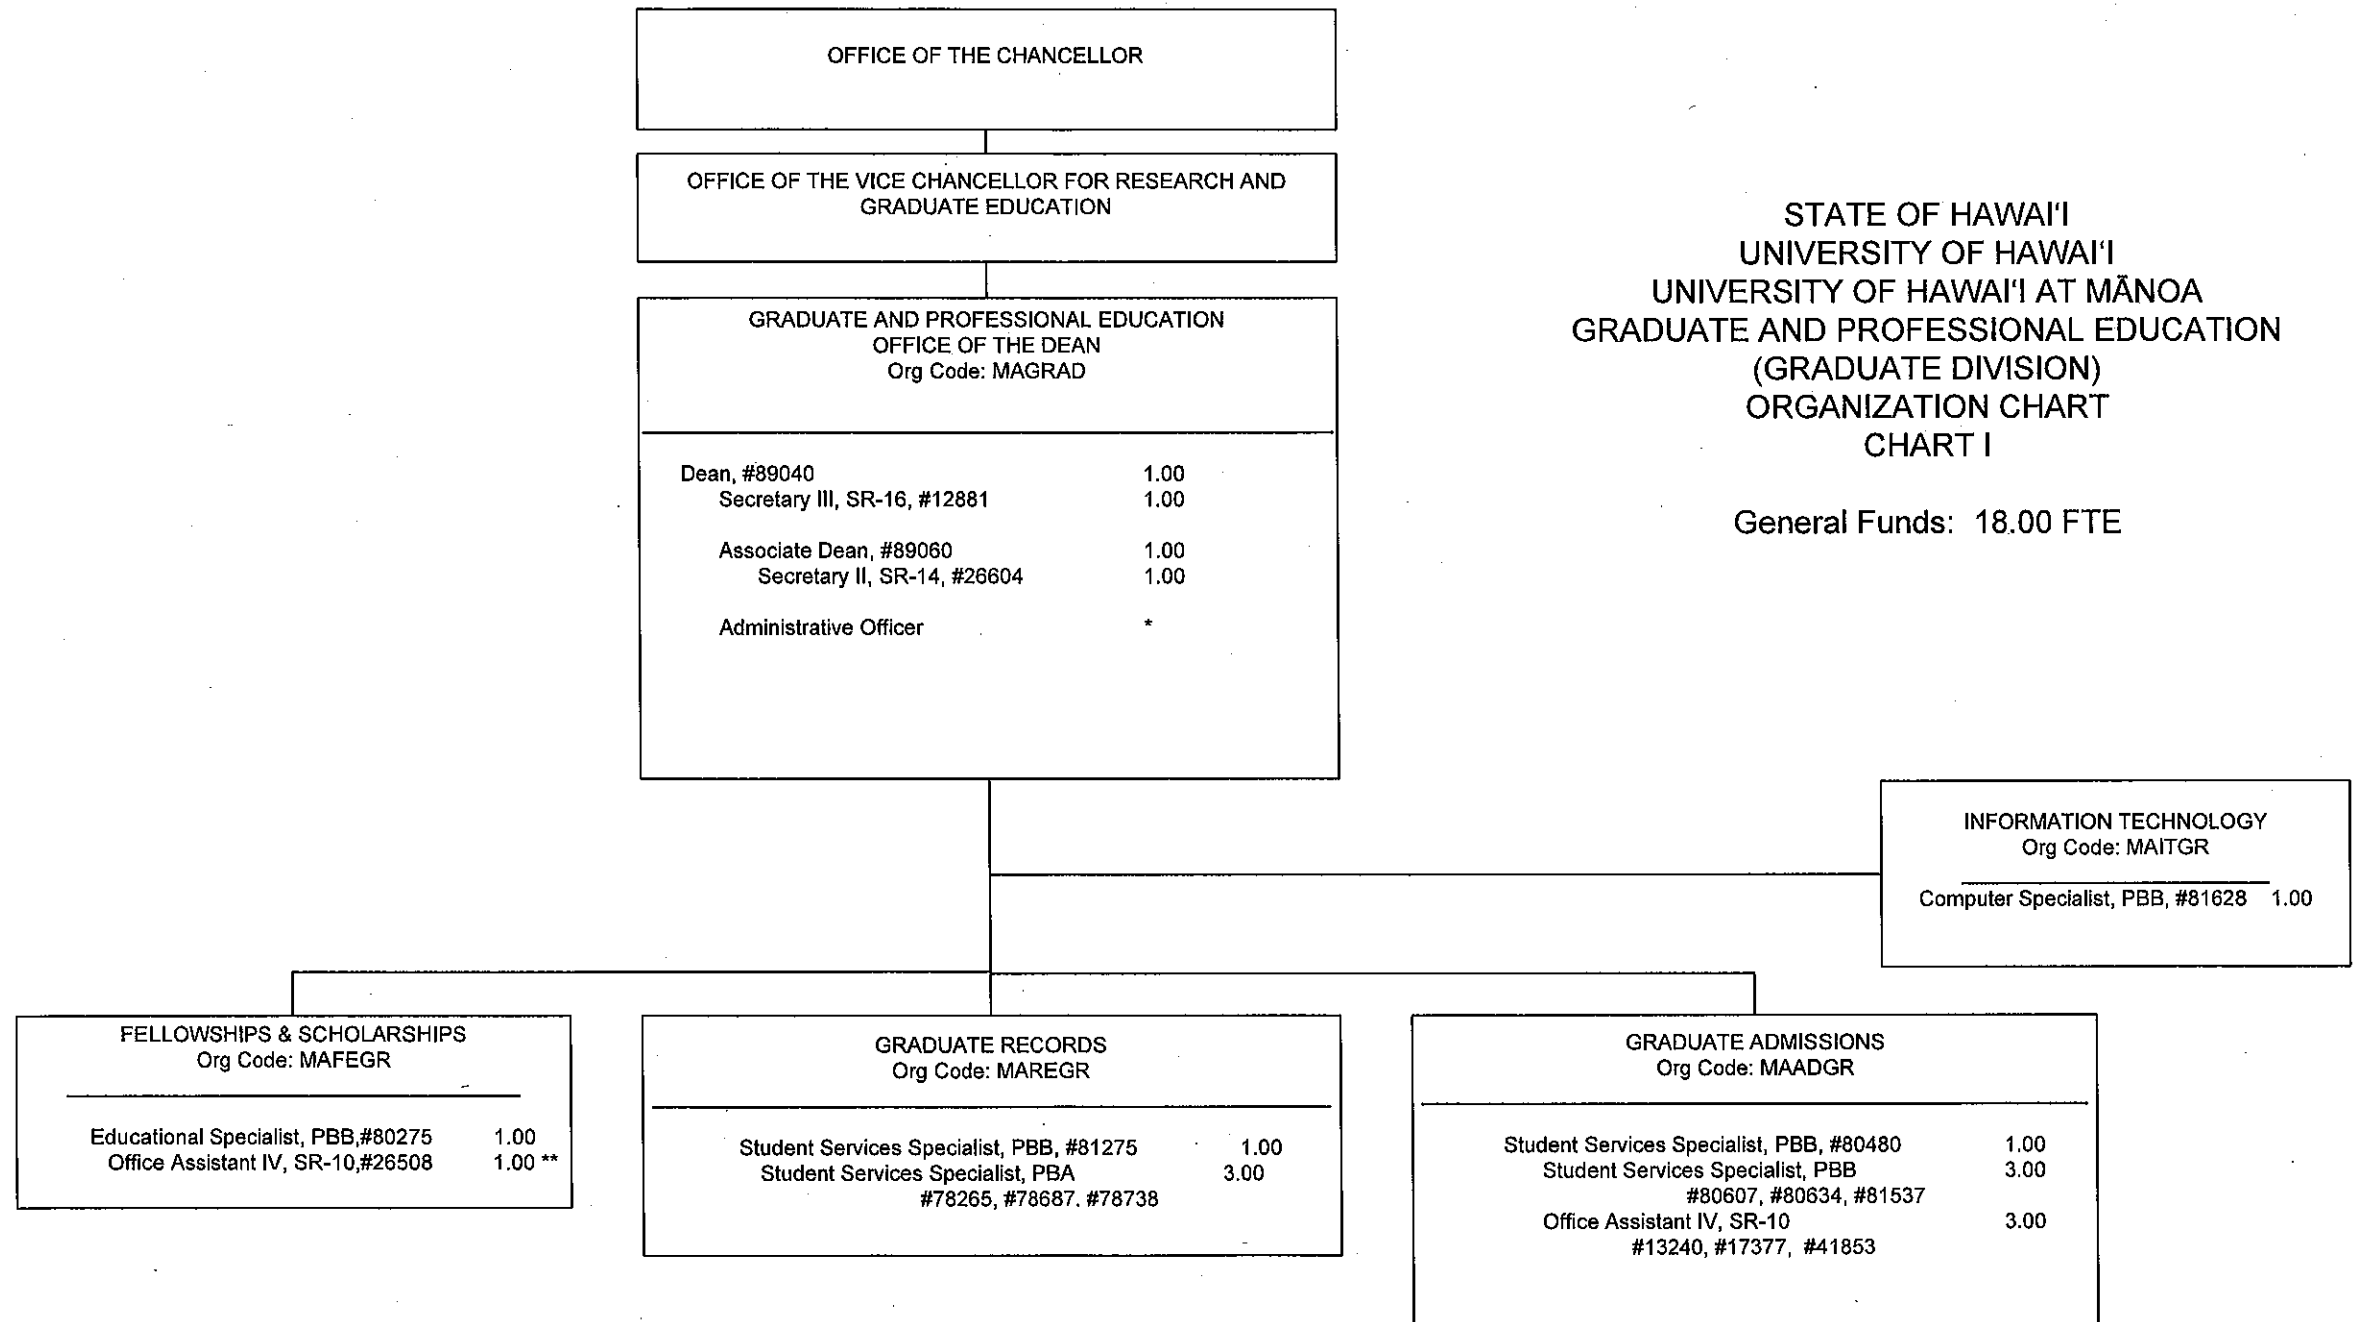 OFFICE OF THE CHANCELLOR
OFFICE OF THE VICE CHANCELLOR FOR RESEARCH AND
GRADUATE EDUCATION
STATE OF HAWAIʻI
UNIVERSITY OF HAWAIʻI
UNIVERSITY OF HAWAIʻI AT MĀNOA
GRADUATE AND PROFESSIONAL EDUCATION
(GRADUATE DIVISION)
ORGANIZATION CHART
CHART I
General Funds: 18.00 FTE
GRADUATE AND PROFESSIONAL EDUCATION
OFFICE OF THE DEAN
Org Code: MAGRAD
Dean, #89040 1.00
Secretary III, SR-16, #12881 1.00
Associate Dean, #89060 1.00
Secretary II, SR-14, #26604 1.00
Administrative Officer *
INFORMATION TECHNOLOGY
Org Code: MAITGR
Computer Specialist, PBB, #81628 1.00
FELLOWSHIPS & SCHOLARSHIPS
Org Code: MAFEGR
Educational Specialist, PBB,#80275 1.00
Office Assistant IV, SR-10,#26508 1.00 **
GRADUATE RECORDS
Org Code: MAREGR
Student Services Specialist, PBB, #81275 1.00
Student Services Specialist, PBA 3.00
#78265, #78687, #78738
GRADUATE ADMISSIONS
Org Code: MAADGR
Student Services Specialist, PBB, #80480 1.00
Student Services Specialist, PBB 3.00
#80607, #80634, #81537
Office Assistant IV, SR-10 3.00
#13240, #17377, #41853